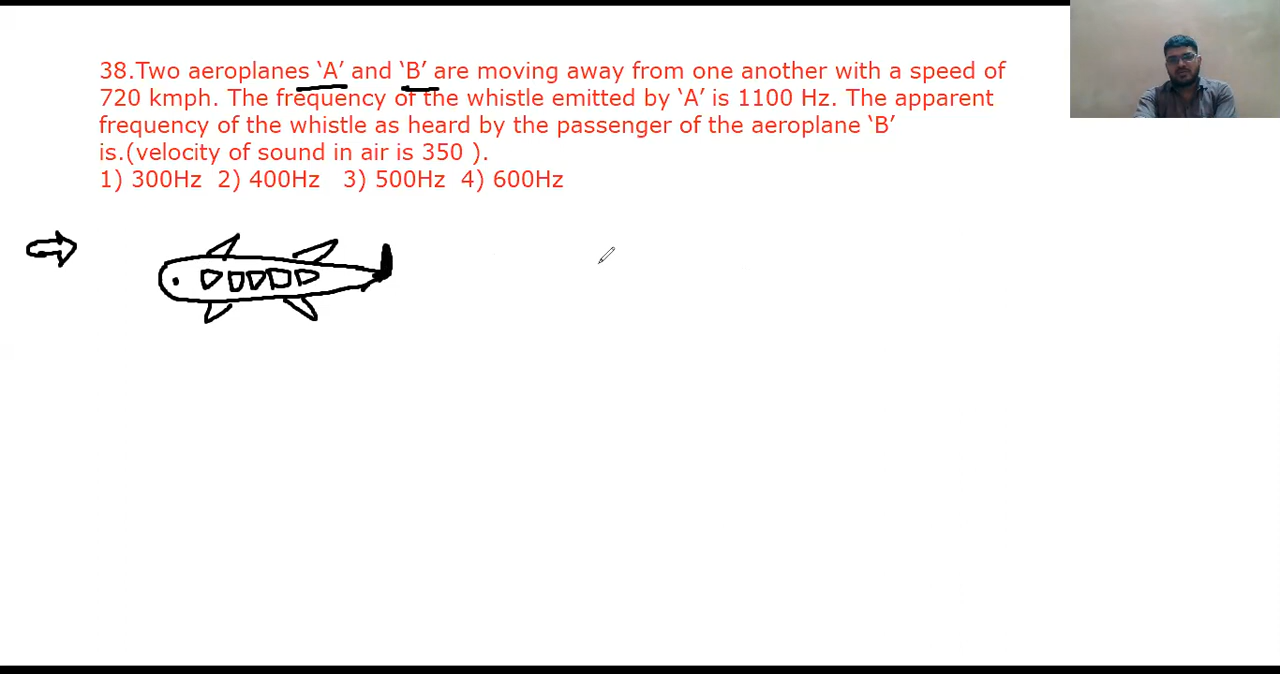 38.Two aeroplanes ‘A’ and ‘B’ are moving away from one another with a speed of
720 kmph. The frequency of the whistle emitted by ‘A’ is 1100 Hz. The apparent
frequency of the whistle as heard by the passenger of the aeroplane ‘B’
is.(velocity of sound in air is 350 ).
1) 300Hz 2) 400Hz 3) 500Hz 4) 600Hz